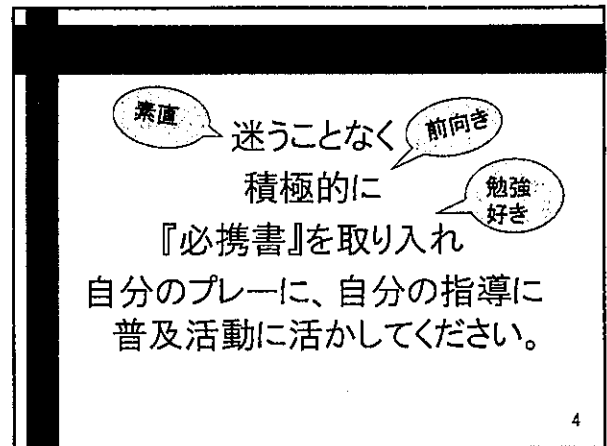 素直
迷うことなく
前向き
積極的に
勉強
好き
『必携書』を取り入れ
自分のプレーに、自分の指導に
普及活動に活かしてください。
4